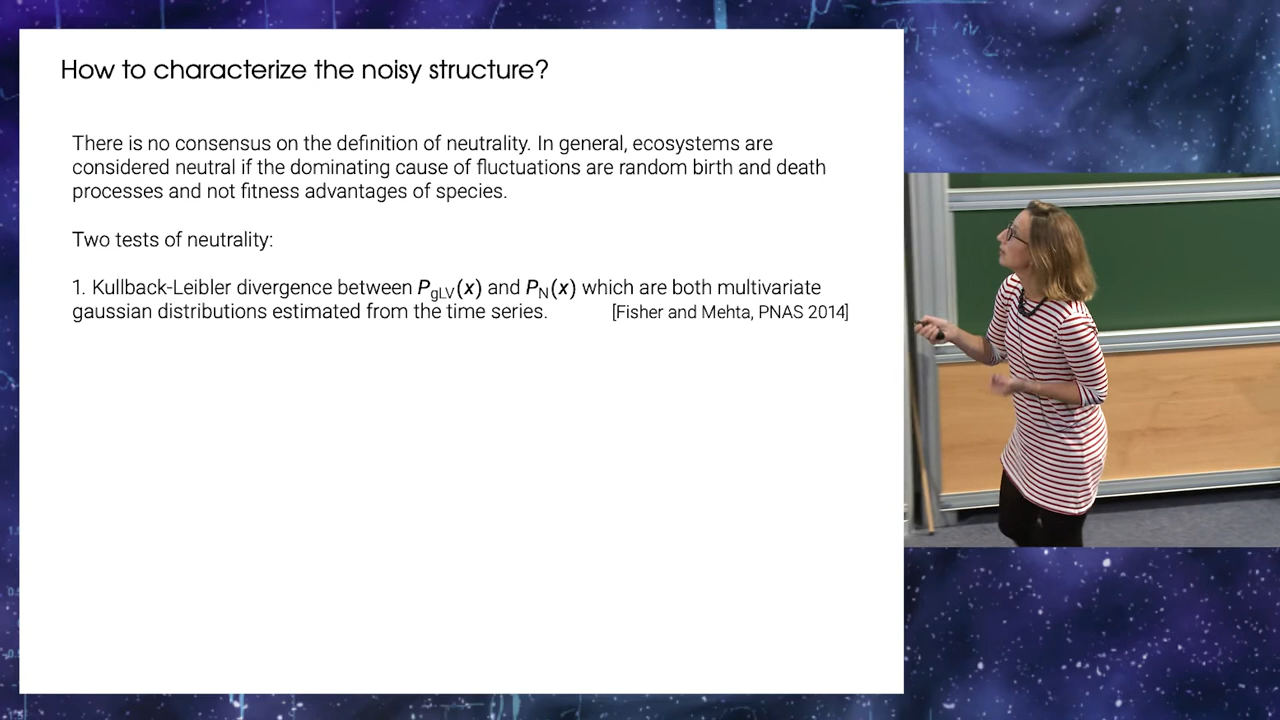 How to characterize the noisy structure?
There is no consensus on the definition of neutrality. In general, ecosystems are
considered neutral if the dominating cause of fluctuations are random birth and death
processes and not fitness advantages of species.
Two tests of neutrality:
1. Kullback-Leibler divergence between P_gLV(x) and P_N(x) which are both multivariate
gaussian distributions estimated from the time series. [Fisher and Mehta, PNAS 2014]